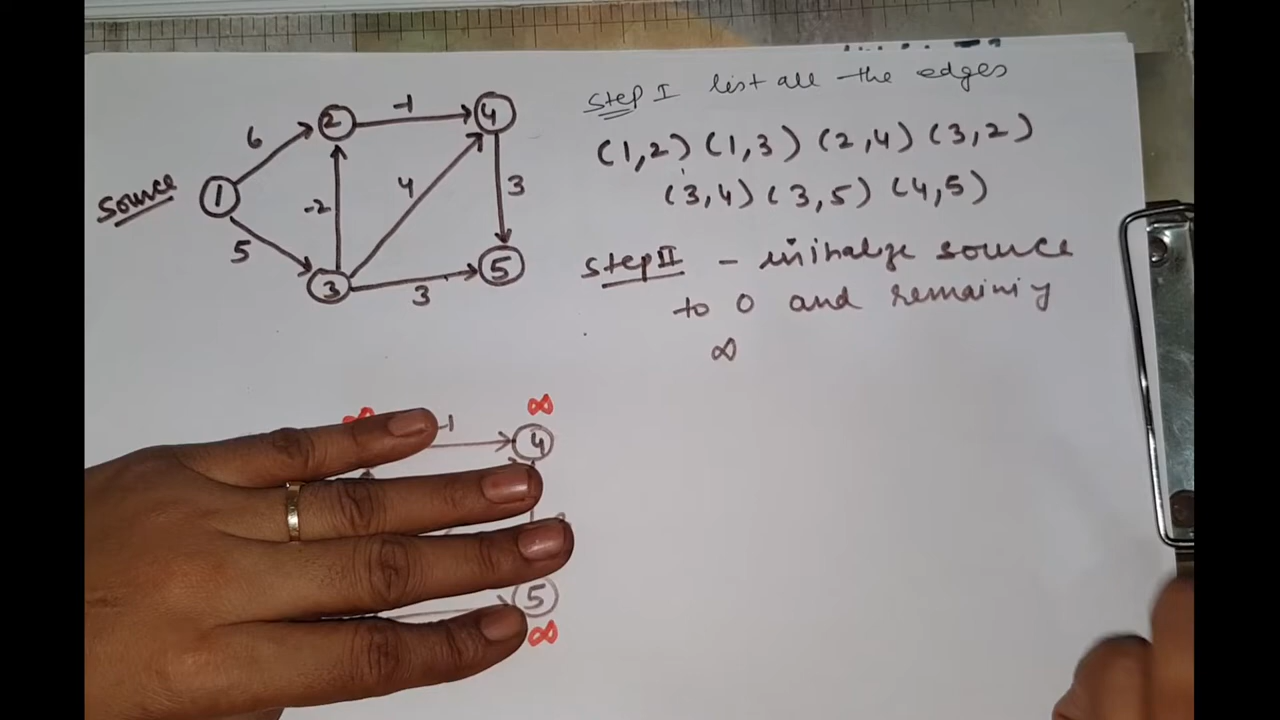 Step I list all the edges
(1,2) (1,3) (2,4) (3,2)
(3,4) (3,5) (4,5)
Step II - initialize source
to 0 and remaining
∞
2 -1 4
6
Source 1 -2 4 3
5
3 3 5
∞
-1 4
5
∞